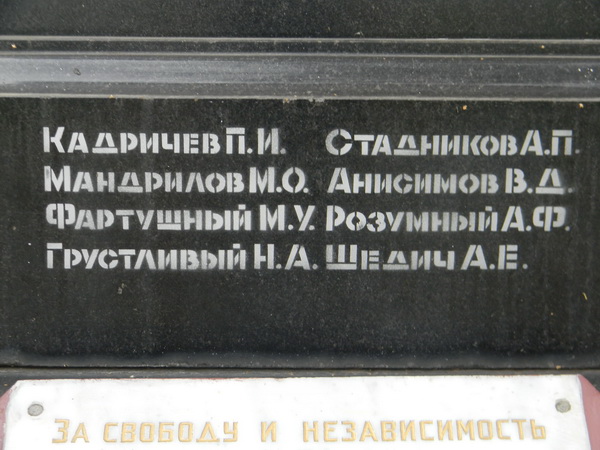 Кадричев П.И. Стадников А.П.
Мандрилов М.О. Анисимов В.Д.
Фартушный М.У. Розумный А.Ф.
Грустливый Н.А. Шедич А.Е.
За свободу и независимость